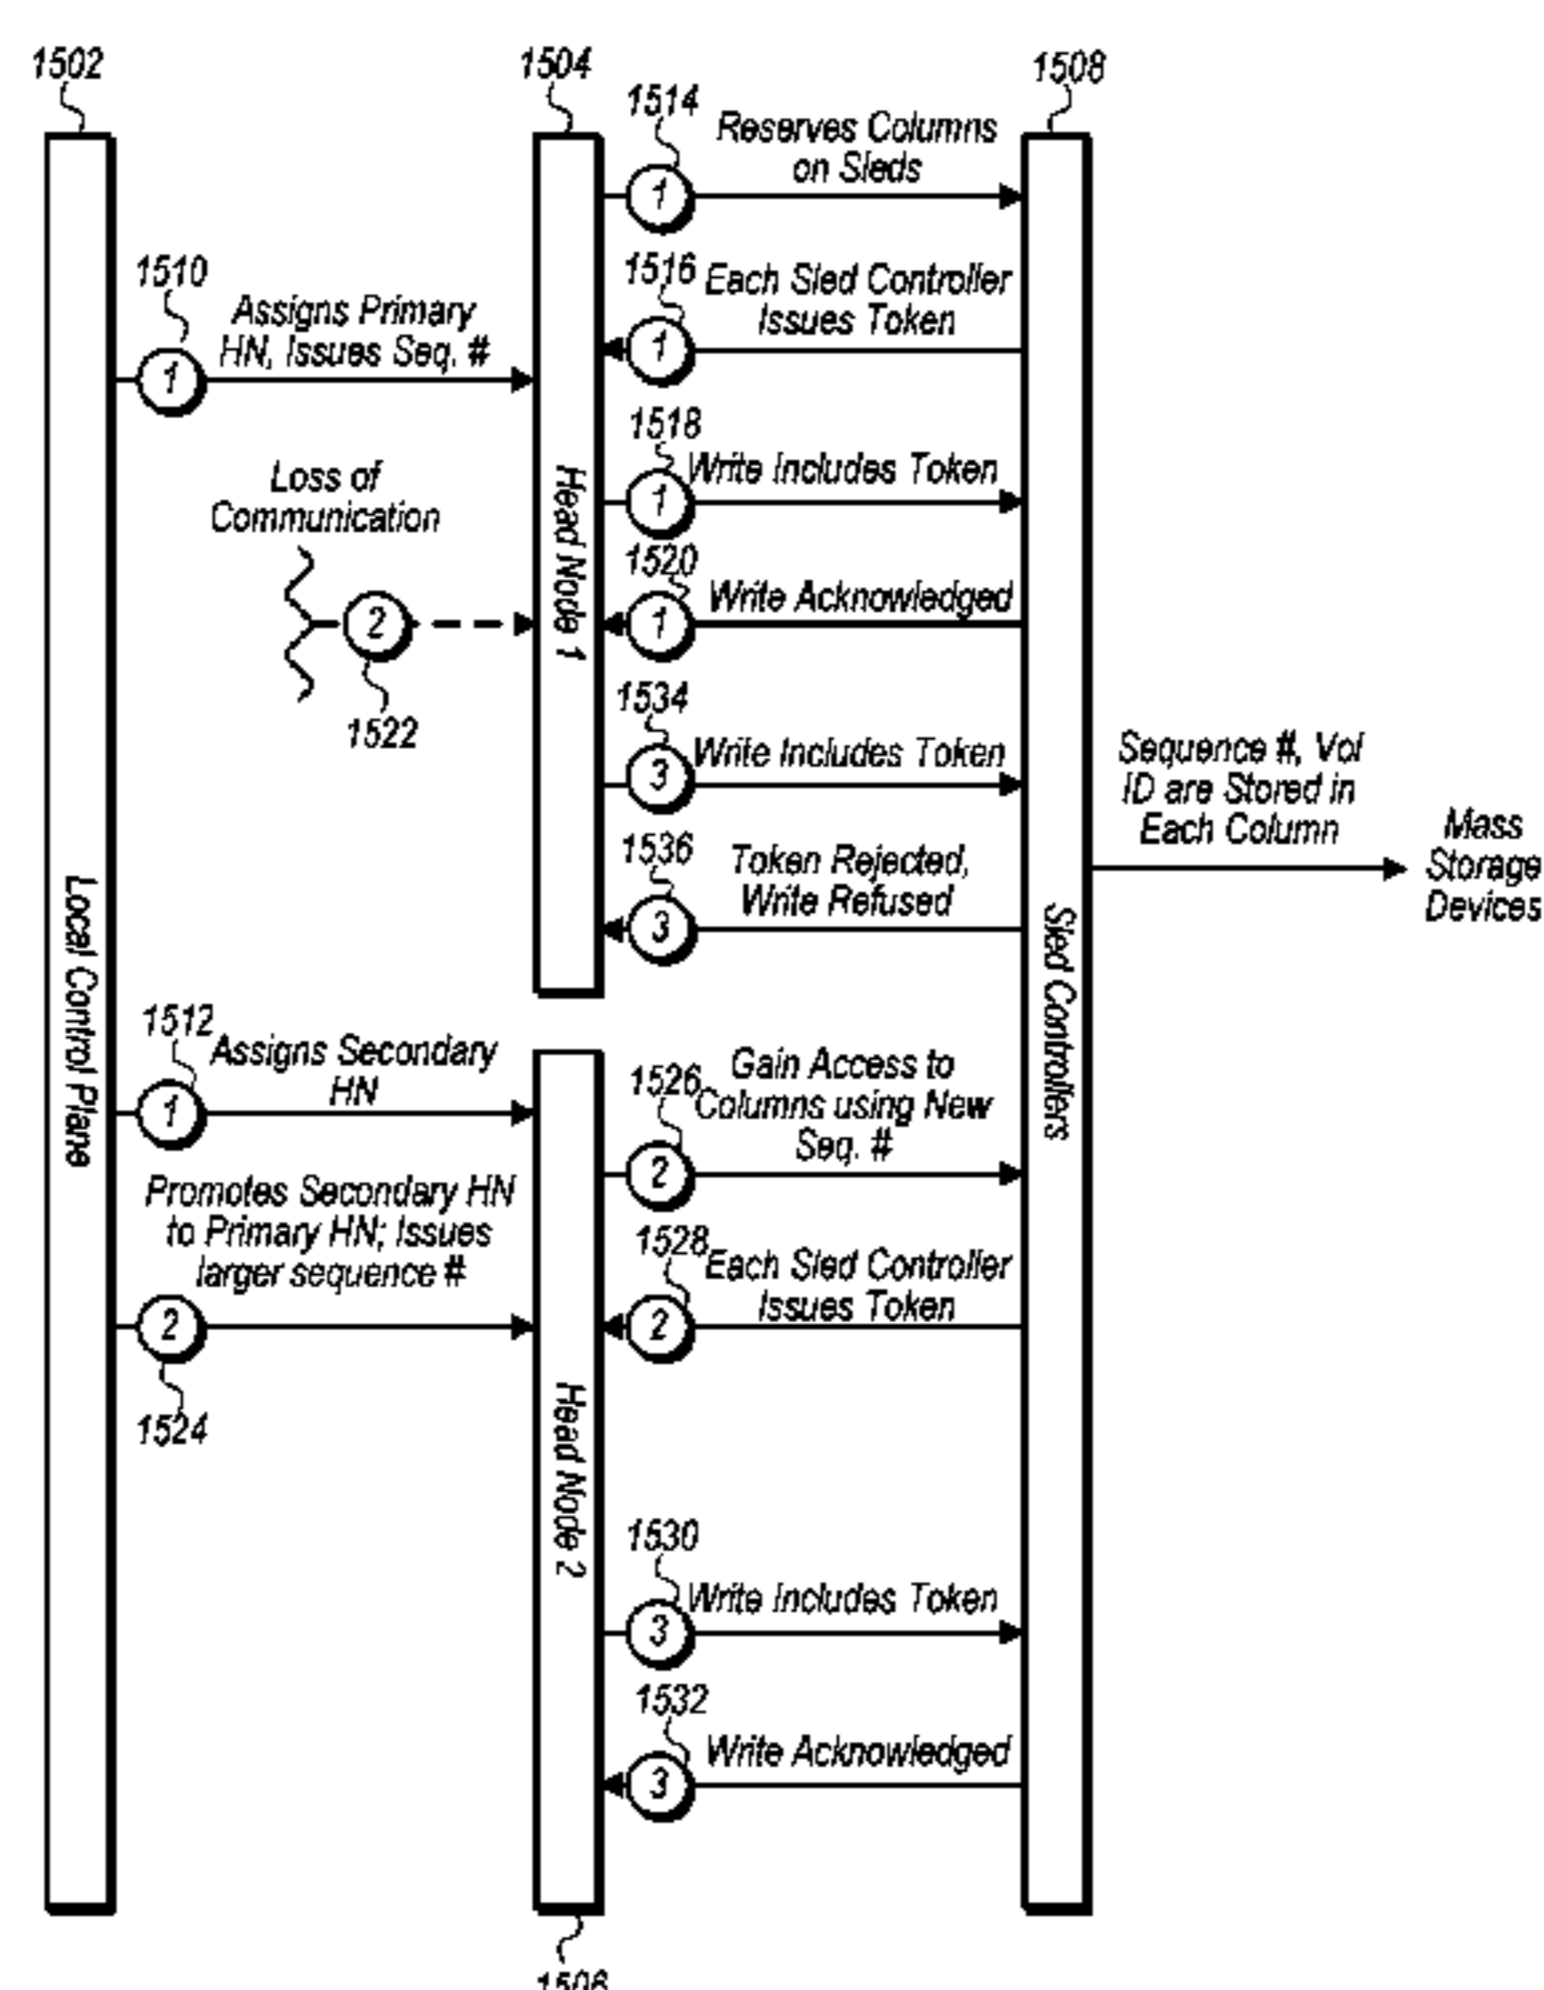 1502
1504
1508
1514
Reserves Columns
on Sleds
1510
Assigns Primary
HN, Issues Seq. #
1
1
1516
Each Sled Controller
Issues Token
1
1518
Write Includes Token
1
Loss of
Communication
2
1522
1520
Write Acknowledged
1
Head Node 1
1534
Write Includes Token
3
1536
Token Rejected,
Write Refused
3
Sequence #, Vol
ID are Stored in
Each Column
Mass
Storage
Devices
Local Control Plane
Sled Controllers
1512
Assigns Secondary
HN
1
1526
Gain Access to
Columns using New
Seq. #
2
Promotes Secondary HN
to Primary HN; Issues
larger sequence #
2
1524
1528
Each Sled Controller
Issues Token
2
Head Node 2
1530
Write Includes Token
3
1532
Write Acknowledged
3
1506